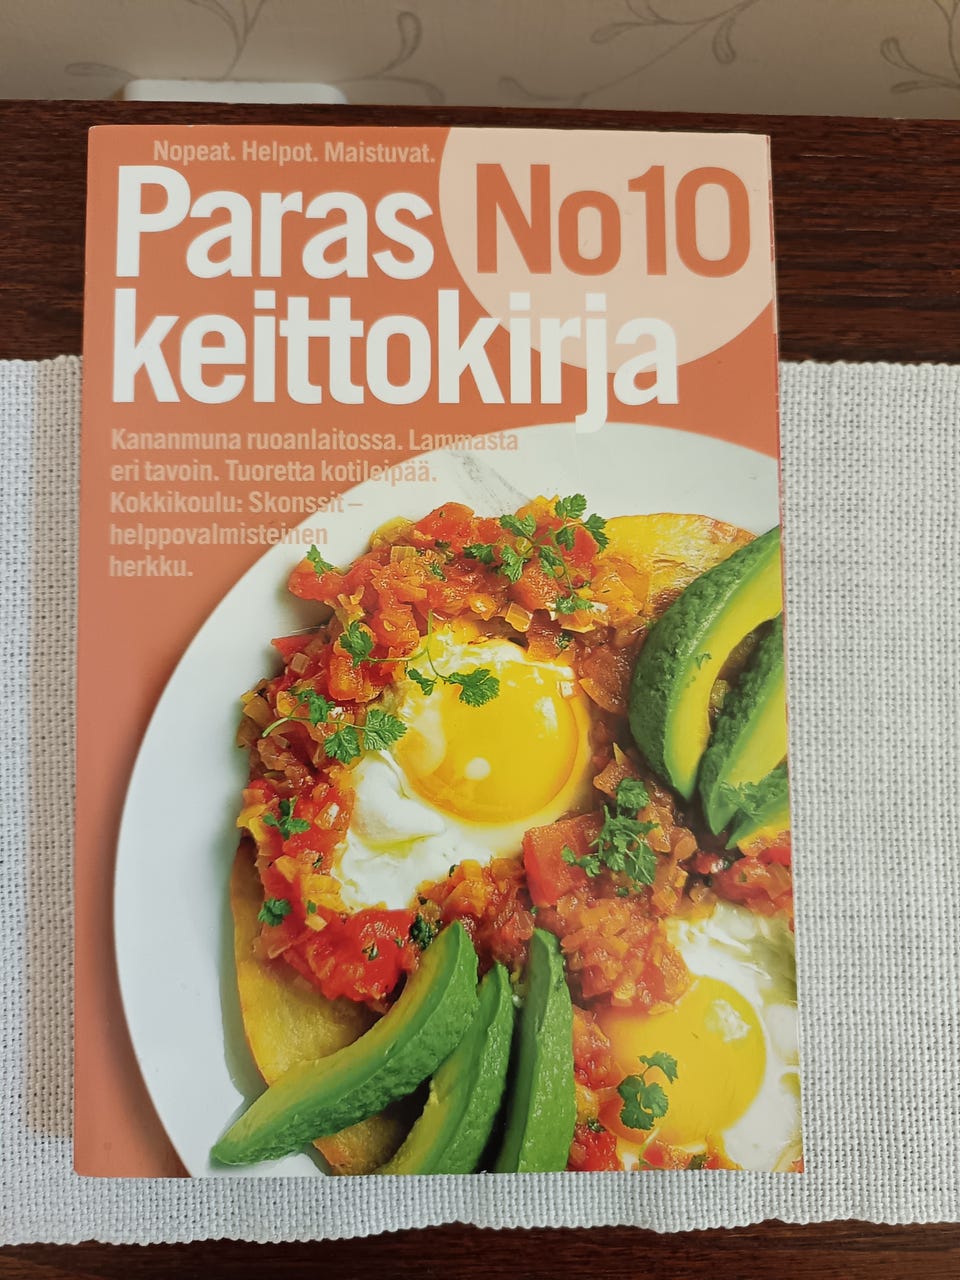 Nopeat. Helpot. Maistuvat.
Paras No10
keittokirja
Kananmuna ruoanlaitossa. Lammasta
eri tavoin. Tuoretta kotileipää.
Kokkikoulu: Skonssit –
helppovalmisteinen
herkku.